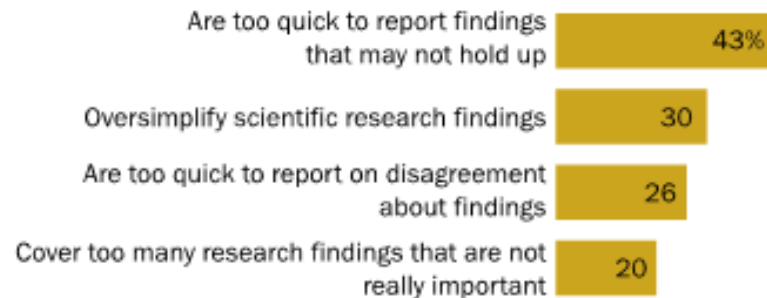 Are too quick to report findings
that may not hold up
43%
Oversimplify scientific research findings
30
Are too quick to report on disagreement
about findings
26
Cover too many research findings that are not
really important
20